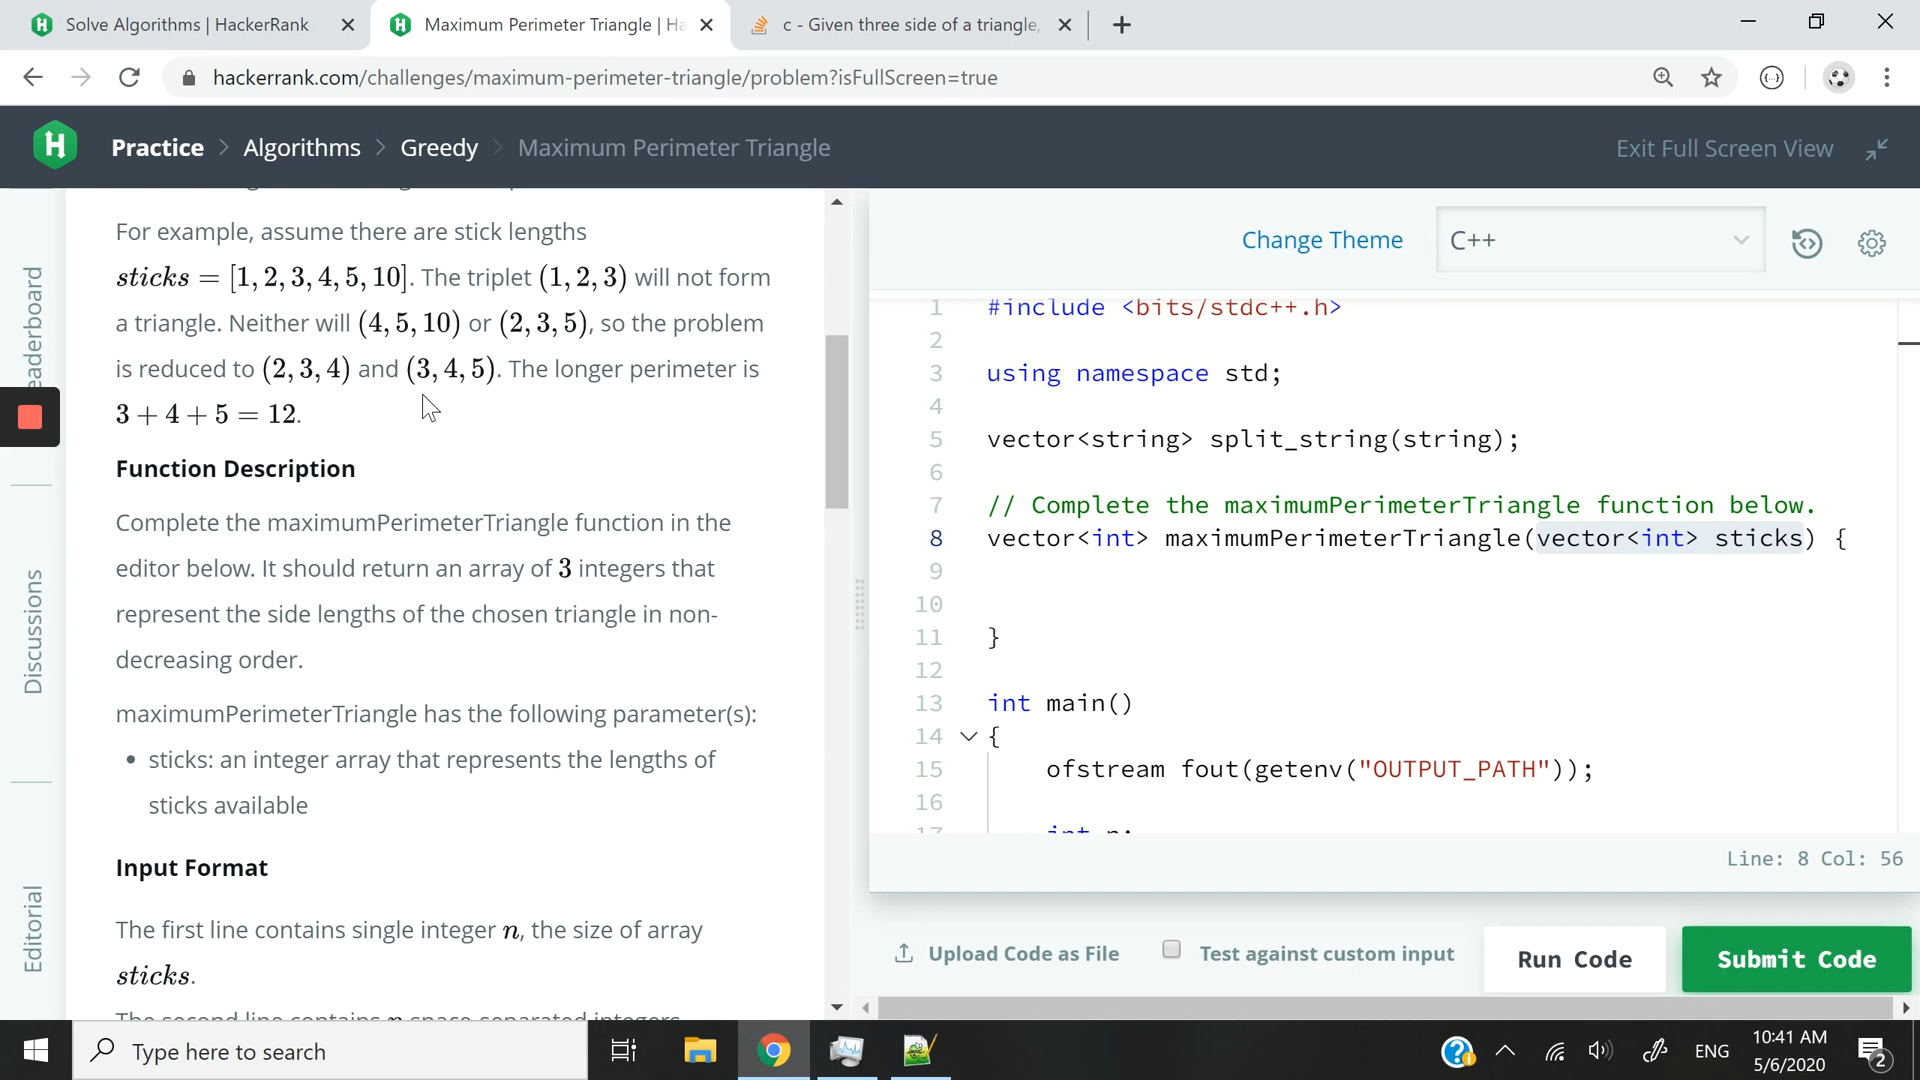 Solve Algorithms | HackerRank
Maximum Perimeter Triangle | Ha
c - Given three side of a triangle,
hackerrank.com/challenges/maximum-perimeter-triangle/problem?isFullScreen=true
H
Practice > Algorithms > Greedy > Maximum Perimeter Triangle
Exit Full Screen View
eaderboard
Discussions
Editorial
For example, assume there are stick lengths
sticks = [1, 2, 3, 4, 5, 10]. The triplet (1, 2, 3) will not form
a triangle. Neither will (4, 5, 10) or (2, 3, 5), so the problem
is reduced to (2, 3, 4) and (3, 4, 5). The longer perimeter is
3 + 4 + 5 = 12.
Function Description
Complete the maximumPerimeterTriangle function in the
editor below. It should return an array of 3 integers that
represent the side lengths of the chosen triangle in non-
decreasing order.
maximumPerimeterTriangle has the following parameter(s):
• sticks: an integer array that represents the lengths of
sticks available
Input Format
The first line contains single integer n, the size of array
sticks.
The second line contains n space-separated integers
Change Theme
C++
1 #include <bits/stdc++.h>
2
3 using namespace std;
4
5 vector<string> split_string(string);
6
7 // Complete the maximumPerimeterTriangle function below.
8 vector<int> maximumPerimeterTriangle(vector<int> sticks) {
9
10
11 }
12
13 int main()
14 {
15 ofstream fout(getenv("OUTPUT_PATH"));
16
17 int n;
Line: 8 Col: 56
Upload Code as File
Test against custom input
Run Code
Submit Code
Type here to search
ENG
10:41 AM
5/6/2020
2